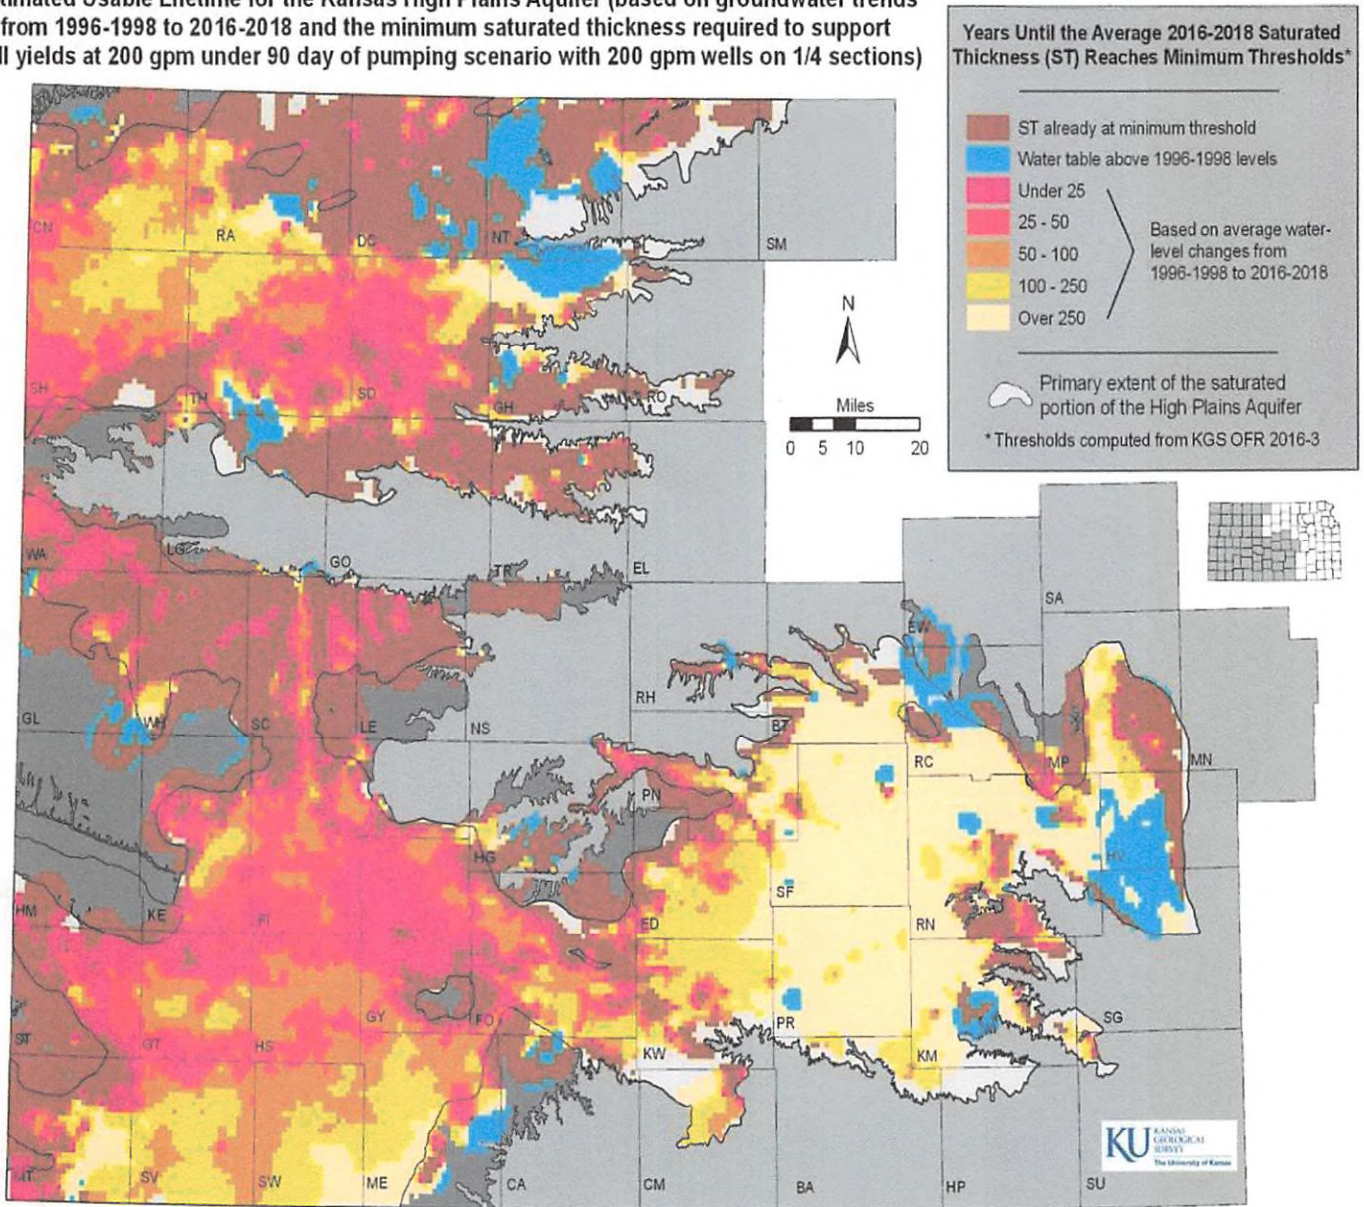 from 1996-1998 to 2016-2018 and the minimum saturated thickness required to support
yields at 200 gpm under 90 day of pumping scenario with 200 gpm wells on 1/4 sections)
Years Until the Average 2016-2018 Saturated
Thickness (ST) Reaches Minimum Thresholds*
ST already at minimum threshold
Water table above 1996-1998 levels
Under 25
25 - 50
50 - 100
100 - 250
Over 250
Based on average water-
level changes from
1996-1998 to 2016-2018
Primary extent of the saturated
portion of the High Plains Aquifer
* Thresholds computed from KGS OFR 2016-3
N
Miles
0 5 10 20
CN
RA
DC
NT
SM
SH
TH
SD
GH
RO
WA
LG
GO
TR
EL
SA
EW
RH
GL
WH
SC
LE
NS
BT
RC
MP
MN
PN
HG
HV
SF
HM
KE
FI
ED
RN
GY
FO
PR
SG
ST
GT
HS
KW
KM
MT
SV
SW
ME
CA
CM
BA
HP
SU
KU
KANSAS
GEOLOGICAL
SURVEY
The University of Kansas